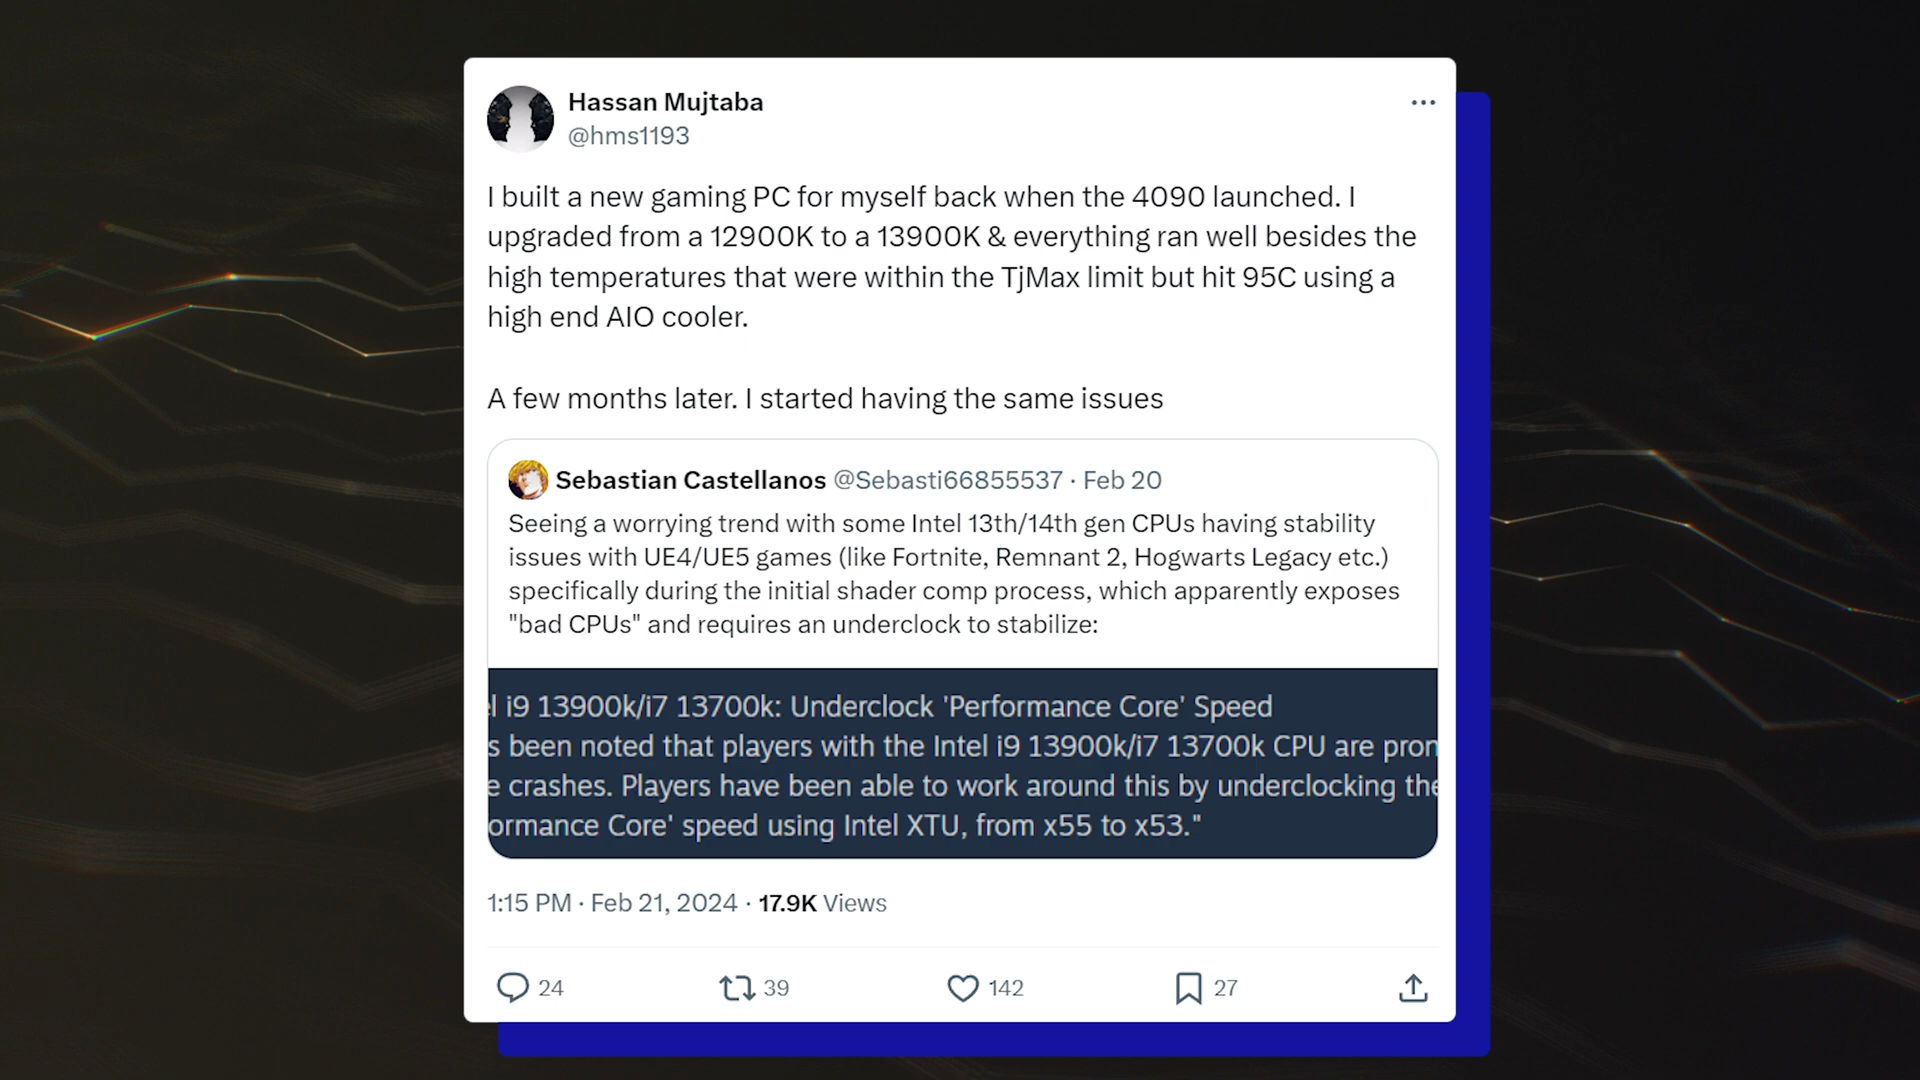 Hassan Mujtaba
@hms1193
I built a new gaming PC for myself back when the 4090 launched. I
upgraded from a 12900K to a 13900K & everything ran well besides the
high temperatures that were within the TjMax limit but hit 95C using a
high end AIO cooler.
A few months later. I started having the same issues
Sebastian Castellanos @Sebasti66855537 · Feb 20
Seeing a worrying trend with some Intel 13th/14th gen CPUs having stability
issues with UE4/UE5 games (like Fortnite, Remnant 2, Hogwarts Legacy etc.)
specifically during the initial shader comp process, which apparently exposes
"bad CPUs" and requires an underclock to stabilize:
l i9 13900k/i7 13700k: Underclock 'Performance Core' Speed
s been noted that players with the Intel i9 13900k/i7 13700k CPU are pron
e crashes. Players have been able to work around this by underclocking the
ormance Core' speed using Intel XTU, from x55 to x53."
1:15 PM · Feb 21, 2024 · 17.9K Views
24 39 142 27